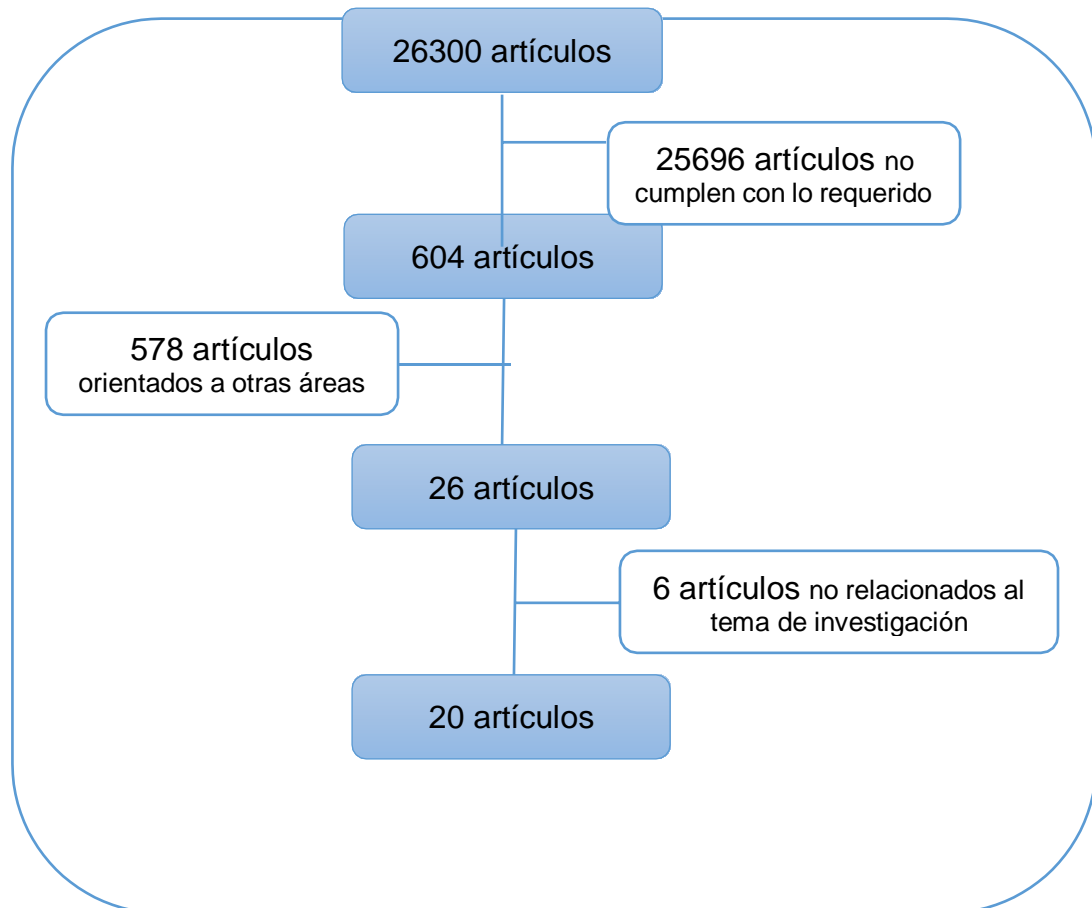 26300 artículos
25696 artículos no
cumplen con lo requerido
604 artículos
578 artículos
orientados a otras áreas
26 artículos
6 artículos no relacionados al
tema de investigación
20 artículos